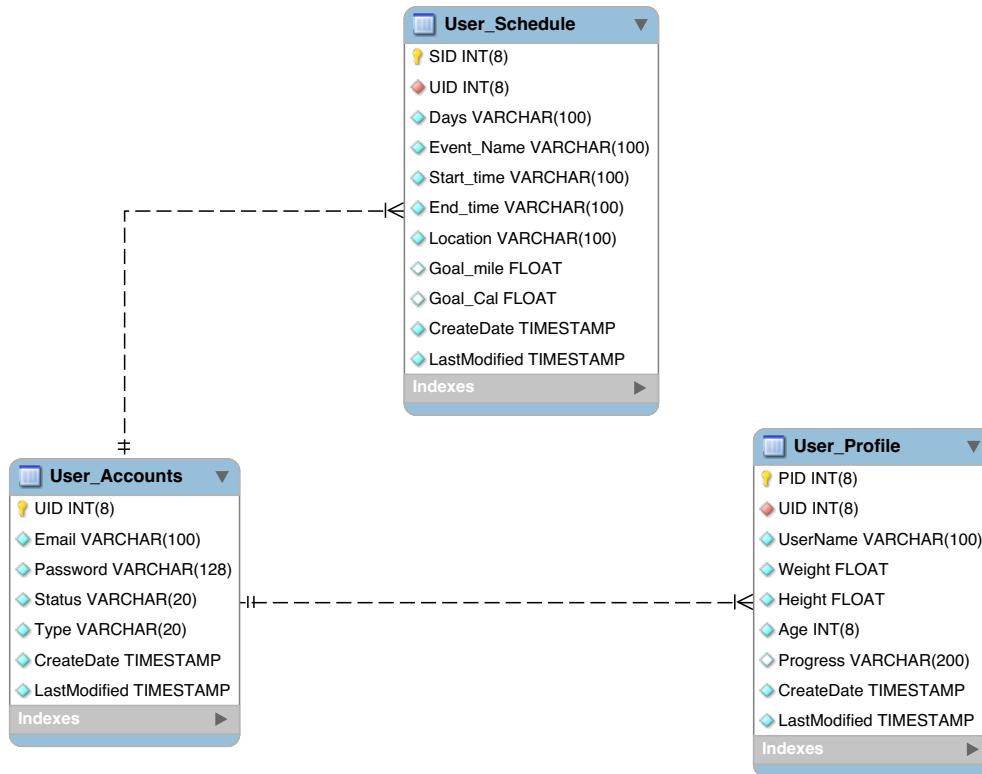 User_Schedule
SID INT(8)
UID INT(8)
Days VARCHAR(100)
Event_Name VARCHAR(100)
Start_time VARCHAR(100)
End_time VARCHAR(100)
Location VARCHAR(100)
Goal_mile FLOAT
Goal_Cal FLOAT
CreateDate TIMESTAMP
LastModified TIMESTAMP
Indexes
User_Accounts
UID INT(8)
Email VARCHAR(100)
Password VARCHAR(128)
Status VARCHAR(20)
Type VARCHAR(20)
CreateDate TIMESTAMP
LastModified TIMESTAMP
Indexes
User_Profile
PID INT(8)
UID INT(8)
UserName VARCHAR(100)
Weight FLOAT
Height FLOAT
Age INT(8)
Progress VARCHAR(200)
CreateDate TIMESTAMP
LastModified TIMESTAMP
Indexes